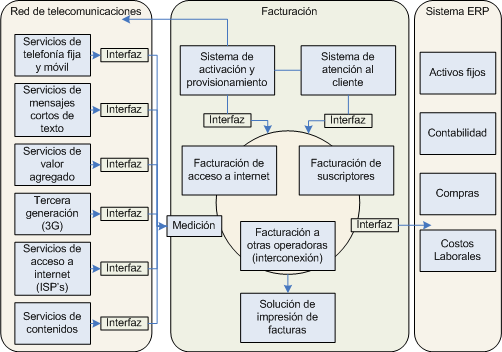 Red de telecomunicaciones
Servicios de
telefonía fija
y móvil
Interfaz
Servicios de
mensajes
cortos de
texto
Interfaz
Servicios de
valor
agregado
Interfaz
Tercera
generación
(3G)
Interfaz
Servicios de
acceso a
internet
(ISP's)
Interfaz
Servicios de
contenidos
Interfaz
Facturación
Sistema de
activación y
provisionamiento
Sistema de
atención al
cliente
Interfaz
Interfaz
Facturación de
acceso a internet
Facturación de
suscriptores
Medición
Facturación a
otras operadoras
(interconexión)
Interfaz
Solución de
impresión de
facturas
Sistema ERP
Activos fijos
Contabilidad
Compras
Costos
Laborales